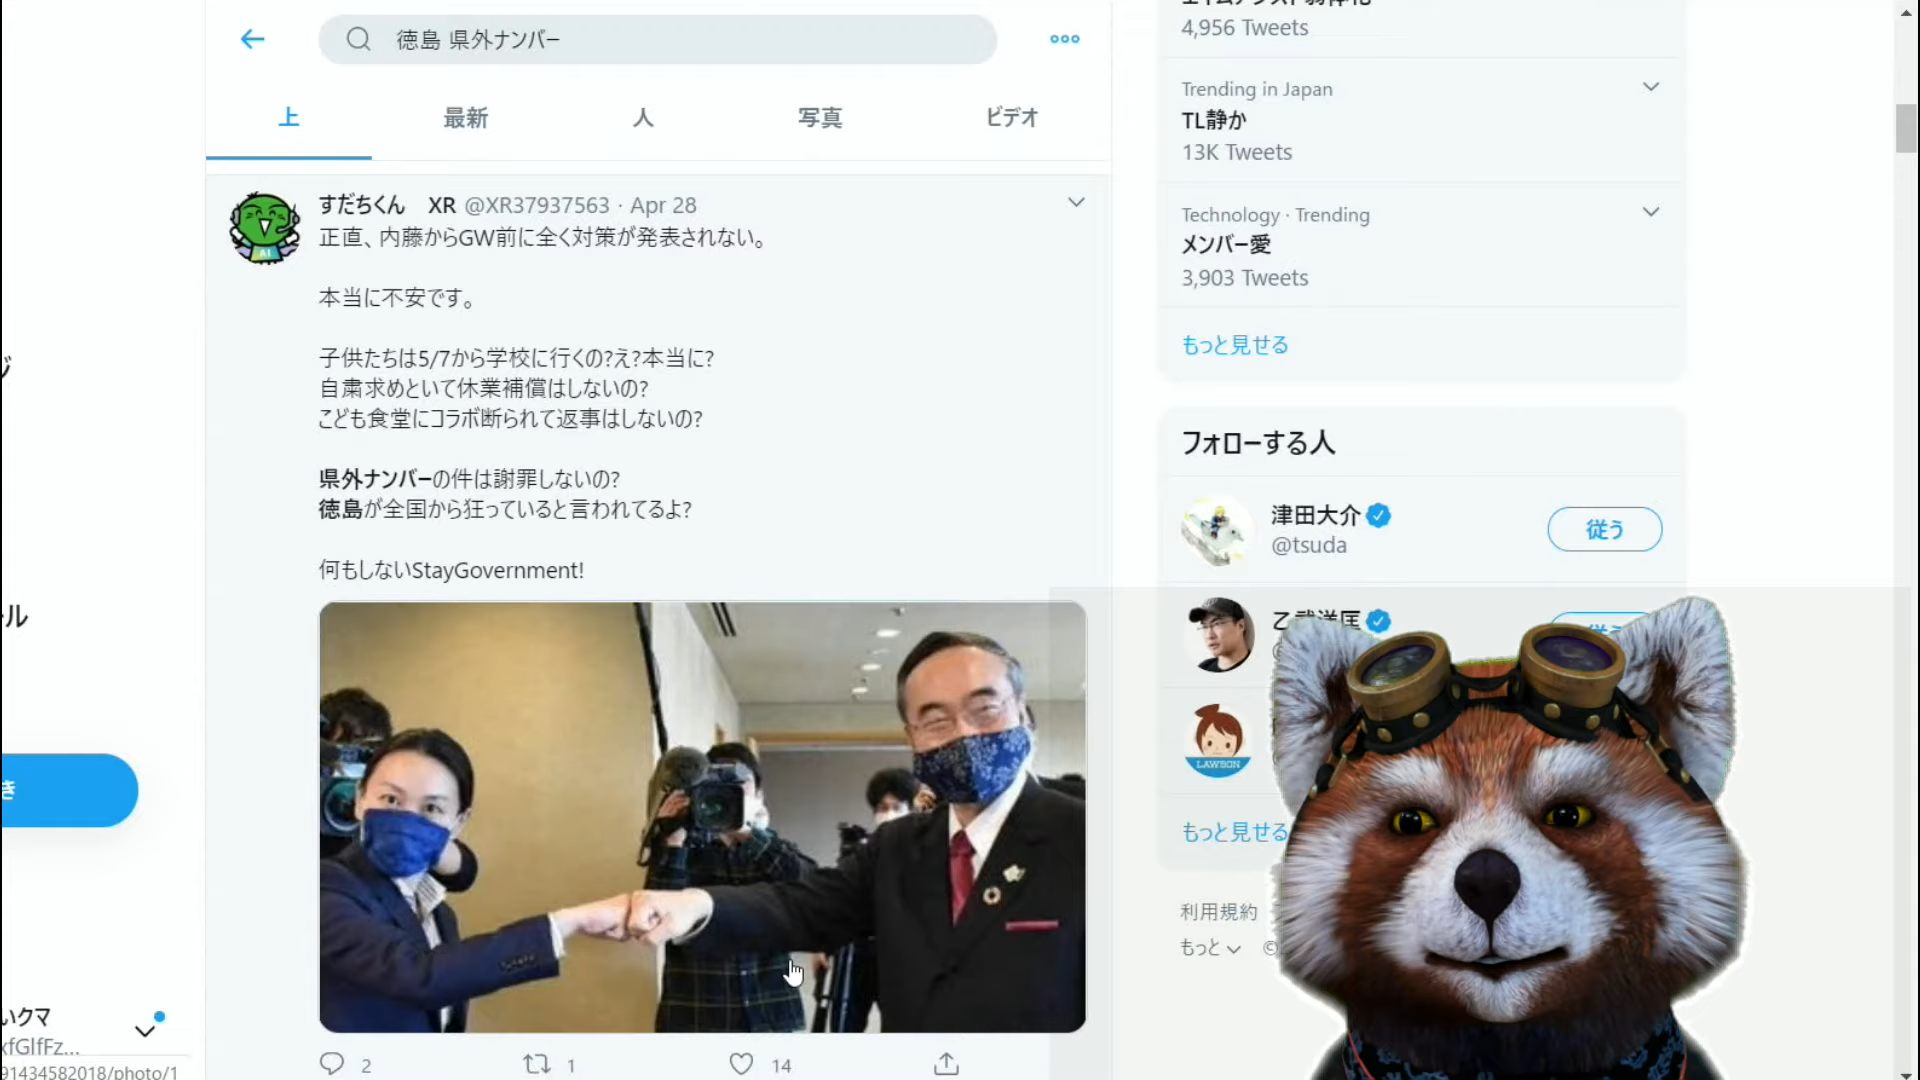 徳島 県外ナンバー
上
最新
人
写真
ビデオ
すだちくん XR @XR37937563 · Apr 28
正直、内藤からGW前に全く対策が発表されない。
本当に不安です。
子供たちは5/7から学校に行くの?え?本当に?
自粛求めといて休業補償はしないの?
こども食堂にコラボ断られて返事はしないの?
県外ナンバーの件は謝罪しないの?
徳島が全国から狂っていると言われてるよ?
何もしないStayGovernment!
2
1
14
4,956 Tweets
Trending in Japan
TL静か
13K Tweets
Technology · Trending
メンバー愛
3,903 Tweets
もっと見せる
フォローする人
津田大介
@tsuda
従う
乙武洋匡
LAWSON
もっと見せる
利用規約
もっと
©
ール
き
いクマ
xfGlfFz...
91434582018/photo/1